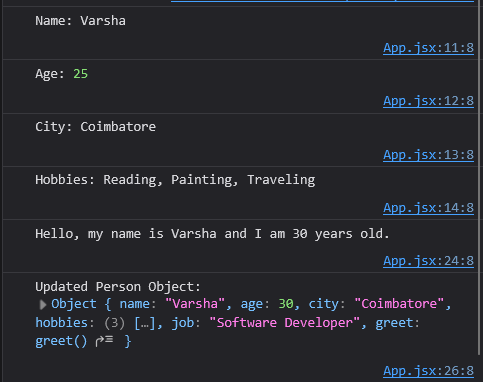 Name: Varsha
App.jsx:11:8
Age: 25
App.jsx:12:8
City: Coimbatore
App.jsx:13:8
Hobbies: Reading, Painting, Traveling
App.jsx:14:8
Hello, my name is Varsha and I am 30 years old.
App.jsx:24:8
Updated Person Object:
Object { name: "Varsha", age: 30, city: "Coimbatore",
hobbies: (3) […], job: "Software Developer", greet:
greet() }
App.jsx:26:8